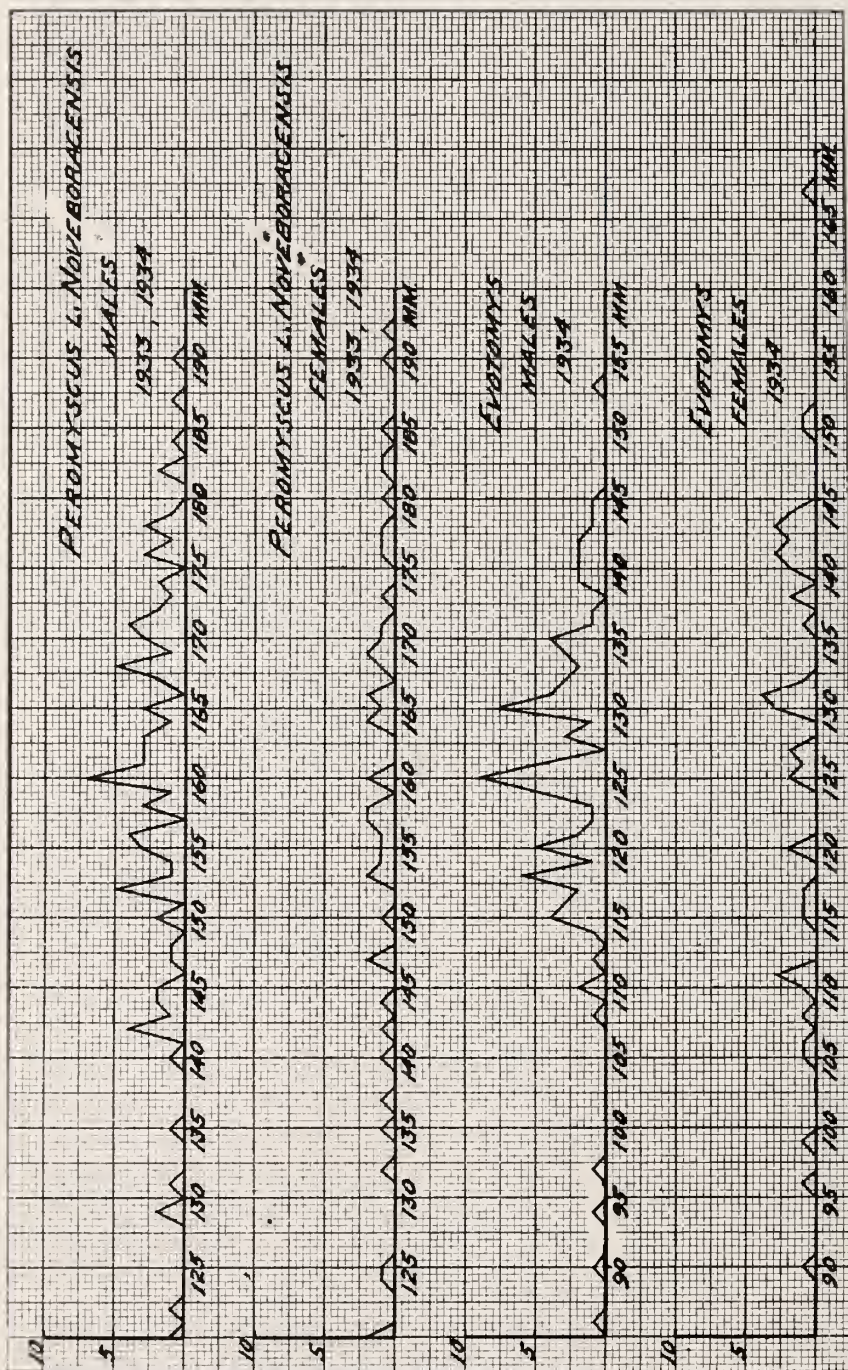 PEROMYSCUS L. NOVEBORACENSIS
MALES
1933, 1934
10
5
125 130 135 140 145 150 155 160 165 170 175 180 185 190 MM.
PEROMYSCUS L. NOVEBORACENSIS
FEMALES
1933, 1934
10
5
125 130 135 140 145 150 155 160 165 170 175 180 185 190 MM.
EVOTOMYS
MALES
1934
10
5
90 95 100 105 110 115 120 125 130 135 140 145 150 155 MM
EVOTOMYS
FEMALES
1934
10
5
90 95 100 105 110 115 120 125 130 135 140 145 150 155 160 165 MM